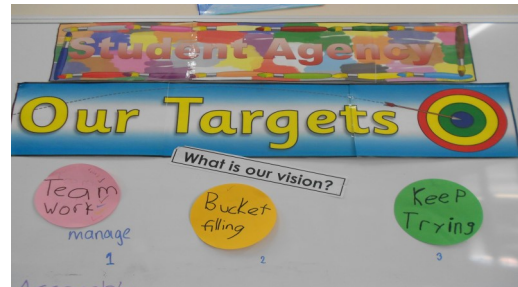 Student Agency
Our Targets
What is our vision?
Team
work
manage
1
Bucket
filling
2
Keep
Trying
3